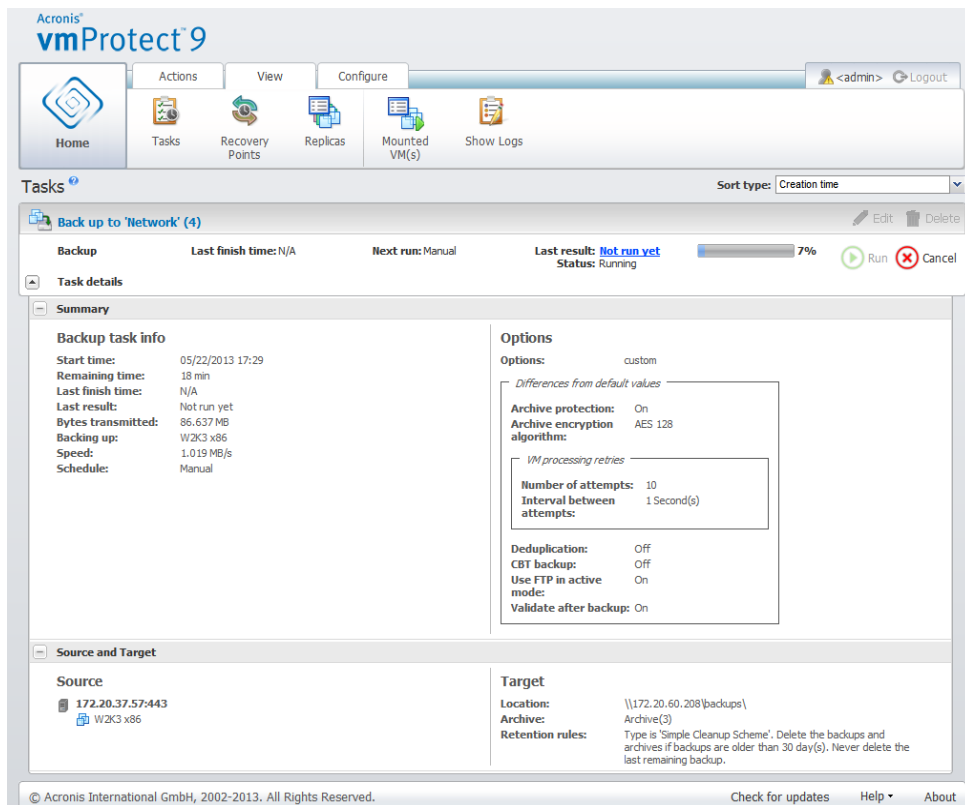 Acronis®
vmProtect™9
Actions View Configure
<admin> Logout
Home
Tasks
Recovery Points
Replicas
Mounted VM(s)
Show Logs
Tasks
Sort type: Creation time
Back up to 'Network' (4)
Edit Delete
Backup Last finish time: N/A Next run: Manual Last result: Not run yet 7% Run Cancel
Status: Running
Task details
Summary
Backup task info
Start time: 05/22/2013 17:29
Remaining time: 18 min
Last finish time: N/A
Last result: Not run yet
Bytes transmitted: 86.637 MB
Backing up: W2K3 x86
Speed: 1.019 MB/s
Schedule: Manual
Options
Options: custom
Differences from default values
Archive protection: On
Archive encryption algorithm: AES 128
VM processing retries
Number of attempts: 10
Interval between attempts: 1 Second(s)
Deduplication: Off
CBT backup: Off
Use FTP in active mode: On
Validate after backup: On
Source and Target
Source
172.20.37.57:443
W2K3 x86
Target
Location: \\172.20.60.208\backups\
Archive: Archive(3)
Retention rules: Type is 'Simple Cleanup Scheme'. Delete the backups and
archives if backups are older than 30 day(s). Never delete the
last remaining backup.
© Acronis International GmbH, 2002-2013. All Rights Reserved.
Check for updates Help About